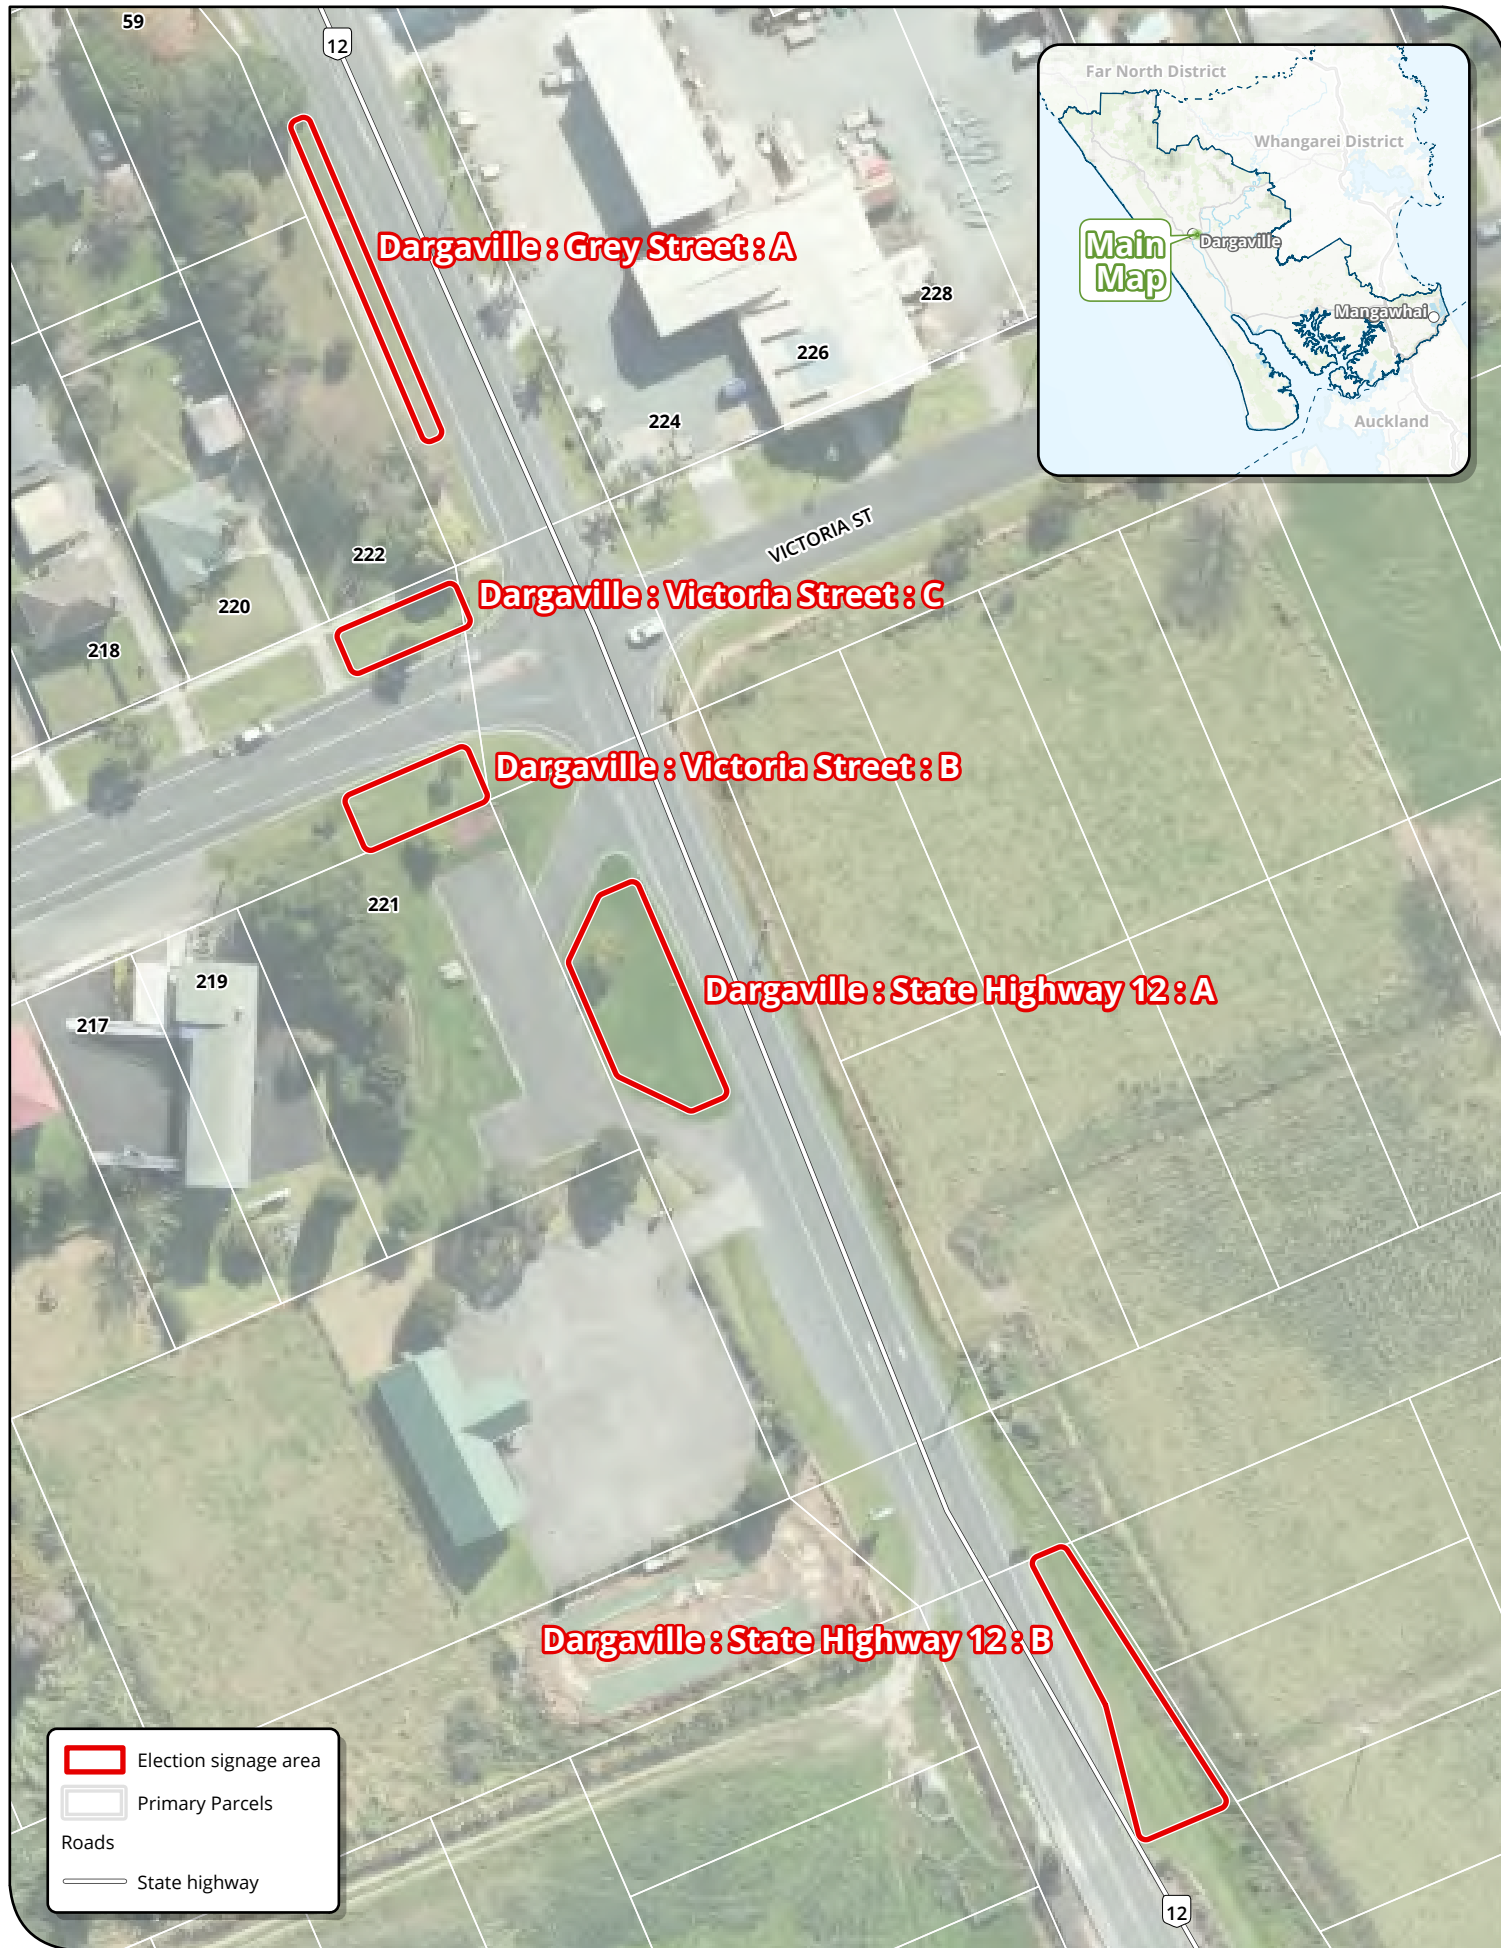 59
12
Far North District
Whangarei District
Main
Map
Dargaville
Mangawhai
Auckland
Dargaville : Grey Street : A
228
226
224
VICTORIA ST
222
220
218
Dargaville : Victoria Street : C
Dargaville : Victoria Street : B
221
219
217
Dargaville : State Highway 12 : A
Dargaville : State Highway 12 : B
Election signage area
Primary Parcels
Roads
State highway
12